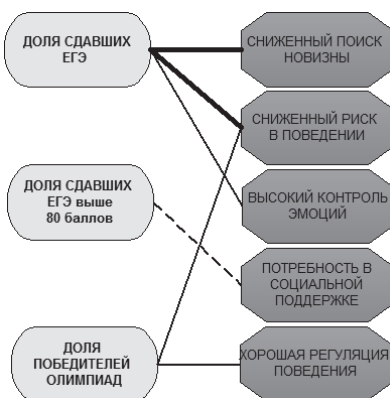 ДОЛЯ СДАВШИХ
ЕГЭ
СНИЖЕННЫЙ ПОИСК
НОВИЗНЫ
СНИЖЕННЫЙ РИСК
В ПОВЕДЕНИИ
ДОЛЯ СДАВШИХ
ЕГЭ выше
80 баллов
ВЫСОКИЙ КОНТРОЛЬ
ЭМОЦИЙ
ПОТРЕБНОСТЬ В
СОЦИАЛЬНОЙ
ПОДДЕРЖКЕ
ДОЛЯ
ПОБЕДИТЕЛЕЙ
ОЛИМПИАД
ХОРОШАЯ РЕГУЛЯЦИЯ
ПОВЕДЕНИЯ